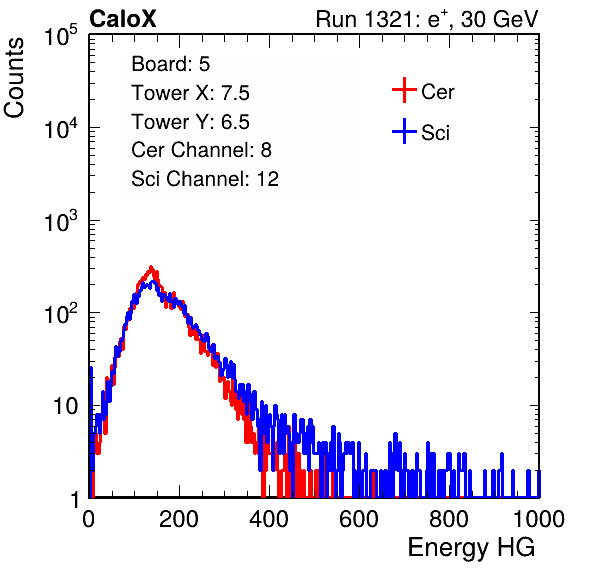 CaloX Run 1321: e⁺, 30 GeV
Counts
10⁵
10⁴
10³
10²
10
1
Board: 5
Tower X: 7.5
Tower Y: 6.5
Cer Channel: 8
Sci Channel: 12
Cer
Sci
0 200 400 600 800 1000
Energy HG